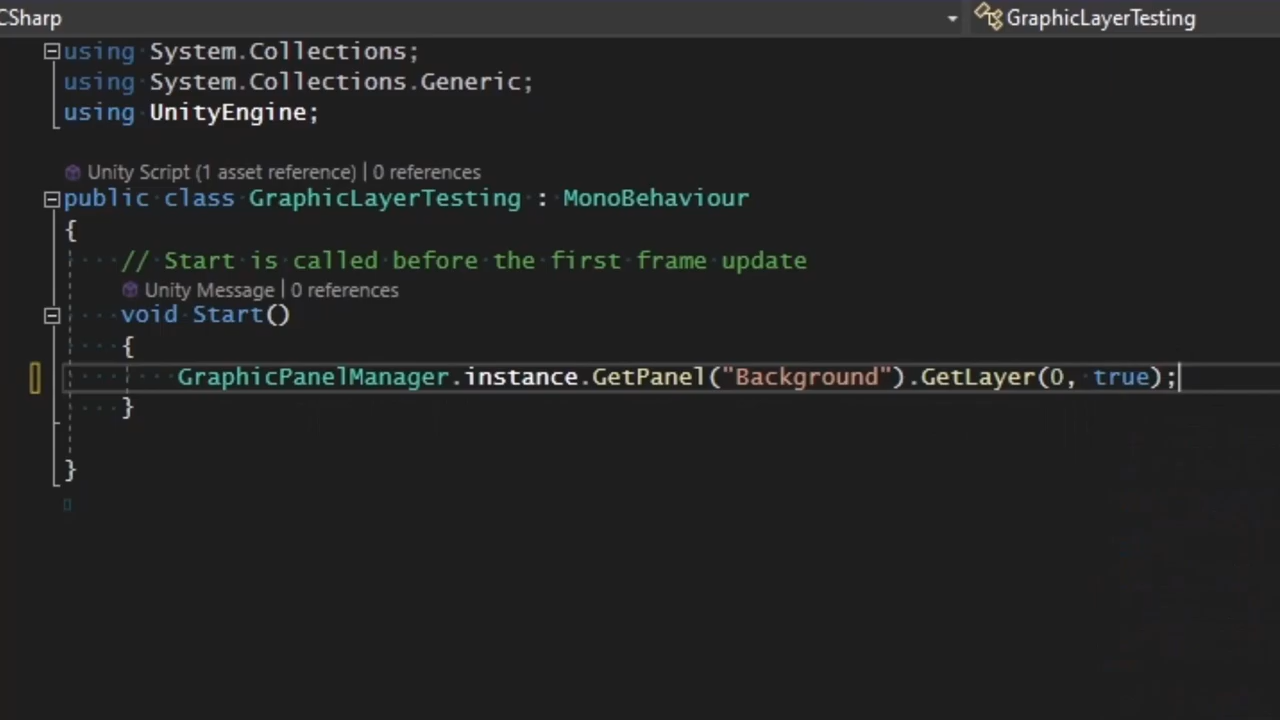 CSharp
GraphicLayerTesting
using System.Collections;
using System.Collections.Generic;
using UnityEngine;
Unity Script (1 asset reference) | 0 references
public class GraphicLayerTesting : MonoBehaviour
{
// Start is called before the first frame update
Unity Message | 0 references
void Start()
{
GraphicPanelManager.instance.GetPanel("Background").GetLayer(0, true);
}
}